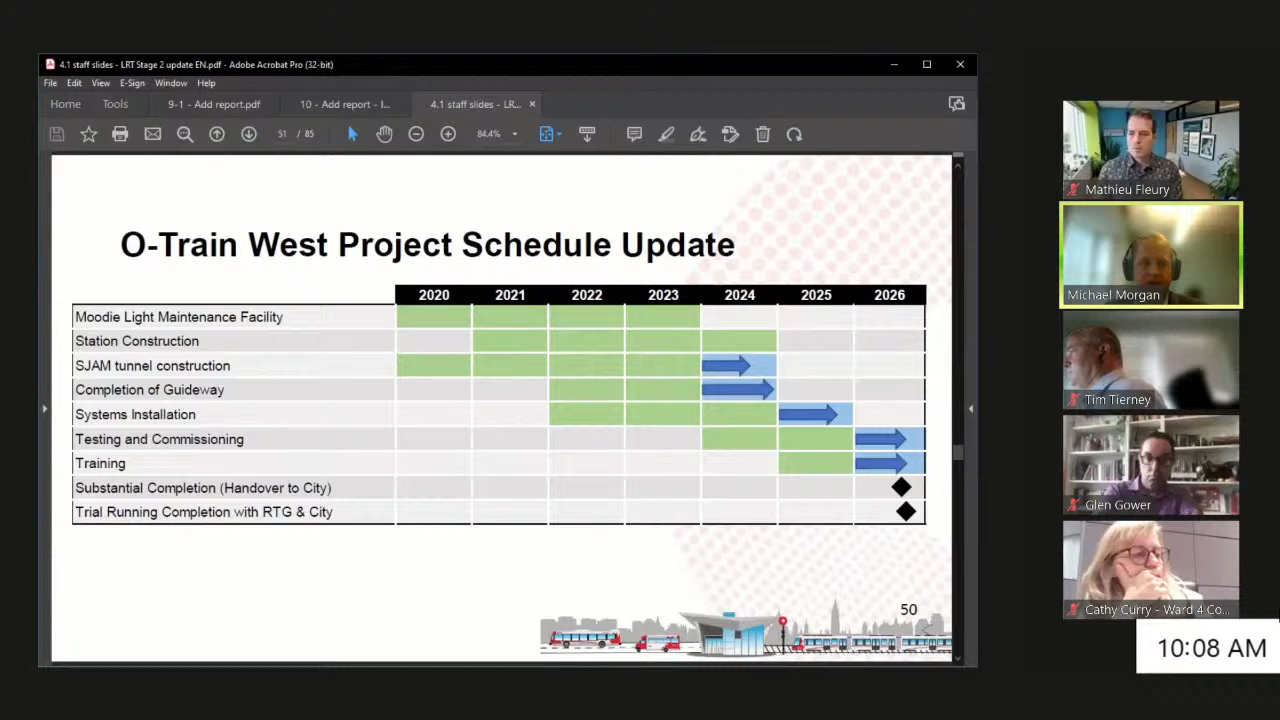 4.1 staff slides - LRT Stage 2 update EN.pdf - Adobe Acrobat Pro (32-bit)
File Edit View E-Sign Window Help
Home Tools 9-1 - Add report.pdf 10 - Add report - I... 4.1 staff slides - LR... ×
51 / 85 84.4%
O-Train West Project Schedule Update
2020 2021 2022 2023 2024 2025 2026
Moodie Light Maintenance Facility
Station Construction
SJAM tunnel construction
Completion of Guideway
Systems Installation
Testing and Commissioning
Training
Substantial Completion (Handover to City)
Trial Running Completion with RTG & City
50
Mathieu Fleury
Michael Morgan
Tim Tierney
Glen Gower
Cathy Curry - Ward 4 Co...
10:08 AM